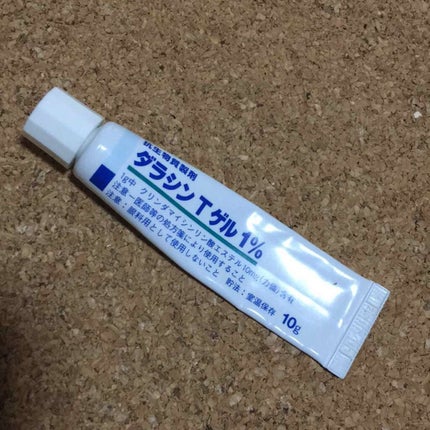 抗生物質製剤
ダラシンTゲル1%
1g中 クリンダマイシンリン酸エステル10mg(力価)含有
注意-医師等の処方箋により使用すること
注意:眼科用として使用しないこと 貯法:室温保存
10g